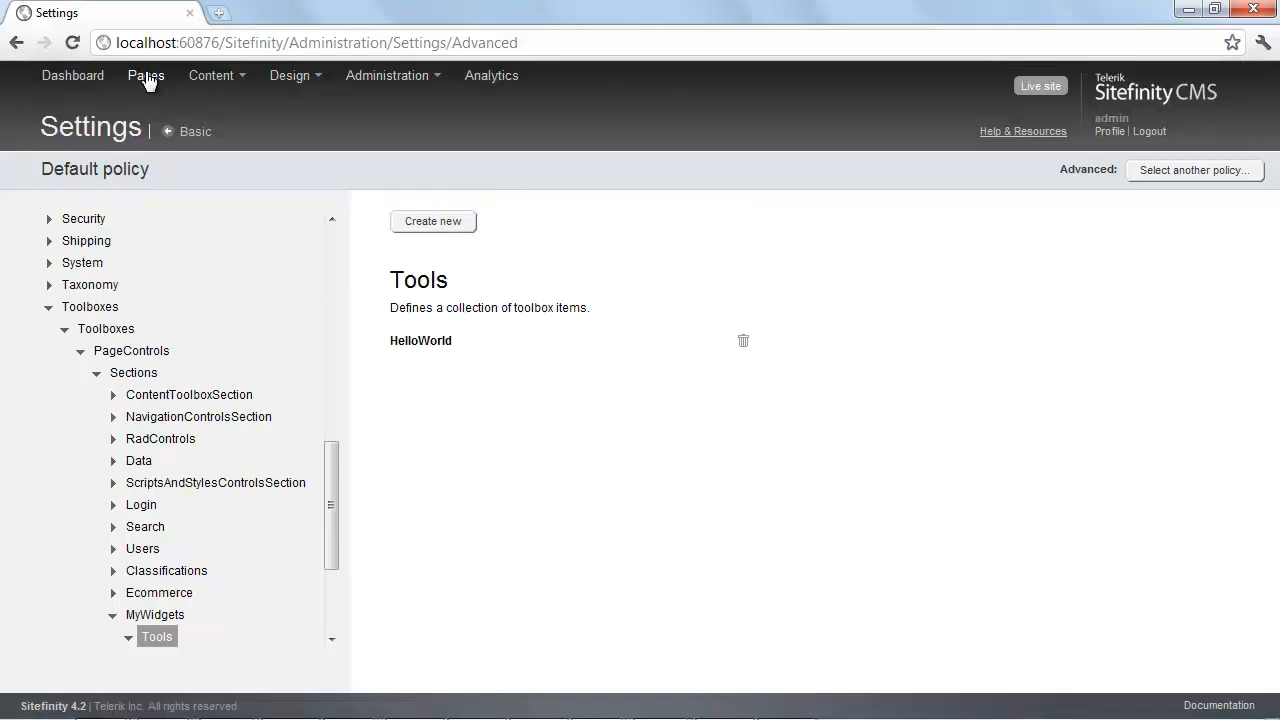 Settings
localhost:60876/Sitefinity/Administration/Settings/Advanced
Dashboard Pages Content Design Administration Analytics
Live site
Telerik
Sitefinity CMS
admin
Profile | Logout
Settings | Basic
Help & Resources
Default policy
Advanced: Select another policy...
Security
Shipping
System
Taxonomy
Toolboxes
Toolboxes
PageControls
Sections
ContentToolboxSection
NavigationControlsSection
RadControls
Data
ScriptsAndStylesControlsSection
Login
Search
Users
Classifications
Ecommerce
MyWidgets
Tools
Create new
Tools
Defines a collection of toolbox items.
HelloWorld
Sitefinity 4.2 | Telerik Inc. All rights reserved
Documentation